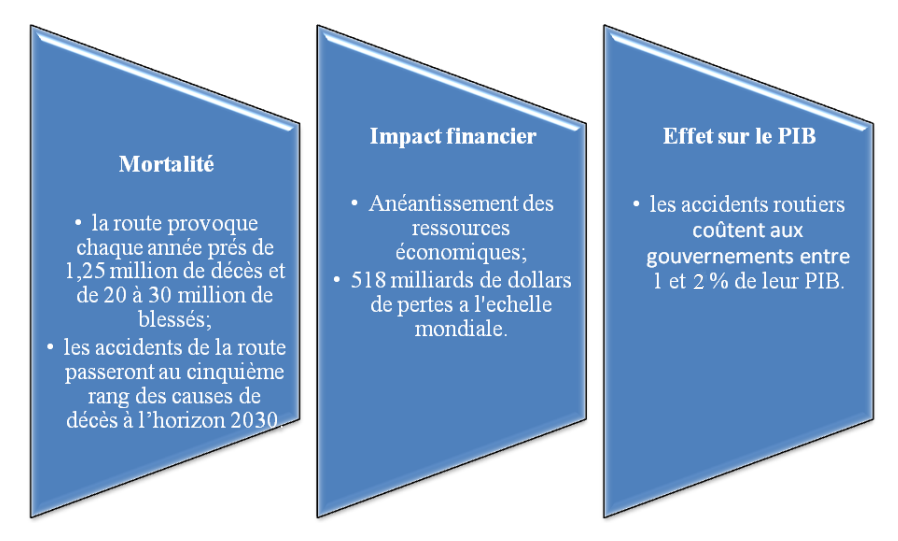 Mortalité
• la route provoque
chaque année prés de
1,25 million de décès et
de 20 à 30 million de
blessés;
• les accidents de la route
passeront au cinquième
rang des causes de
décès à l’horizon 2030.
Impact financier
• Anéantissement des
ressources
économiques;
• 518 milliards de dollars
de pertes a l'echelle
mondiale.
Effet sur le PIB
• les accidents routiers
coûtent aux
gouvernements entre
1 et 2 % de leur PIB.